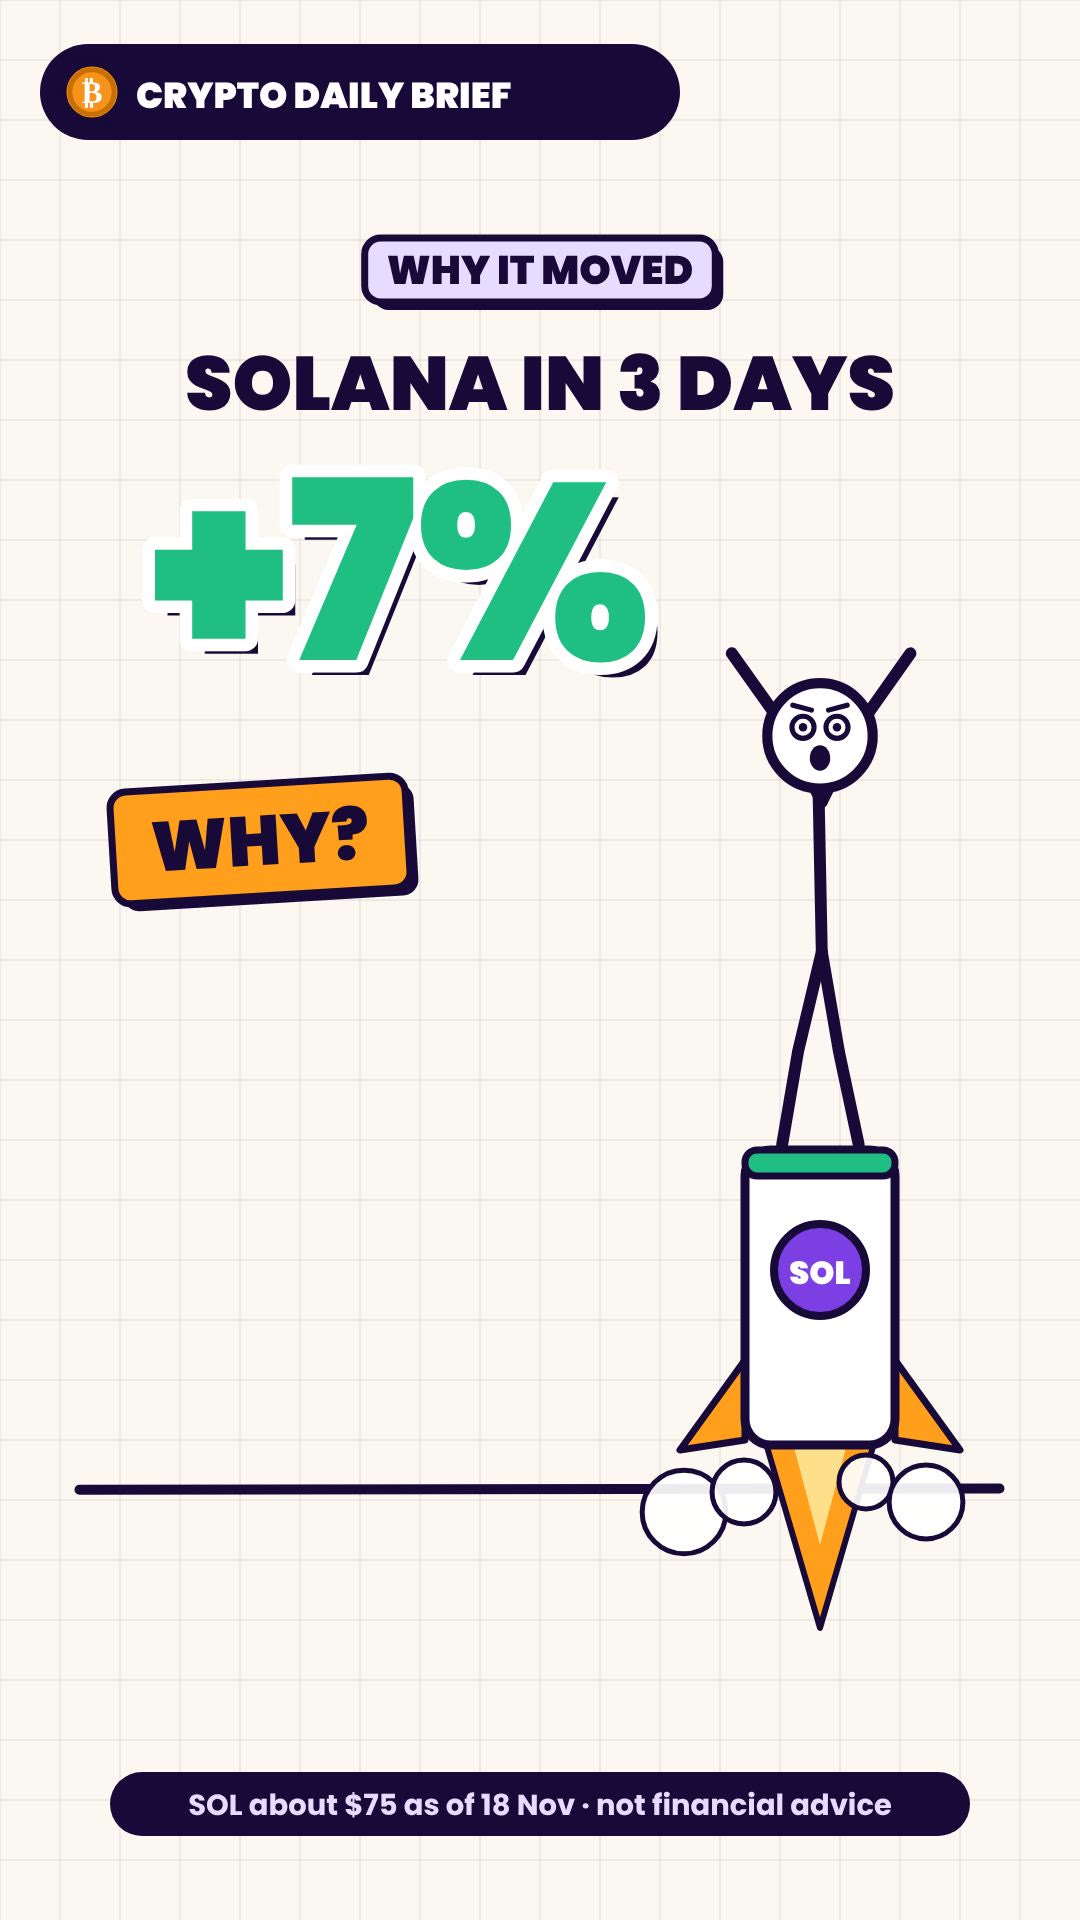 CRYPTO DAILY BRIEF
WHY IT MOVED
SOLANA IN 3 DAYS
+7%
WHY?
SOL
SOL about $75 as of 18 Nov · not financial advice